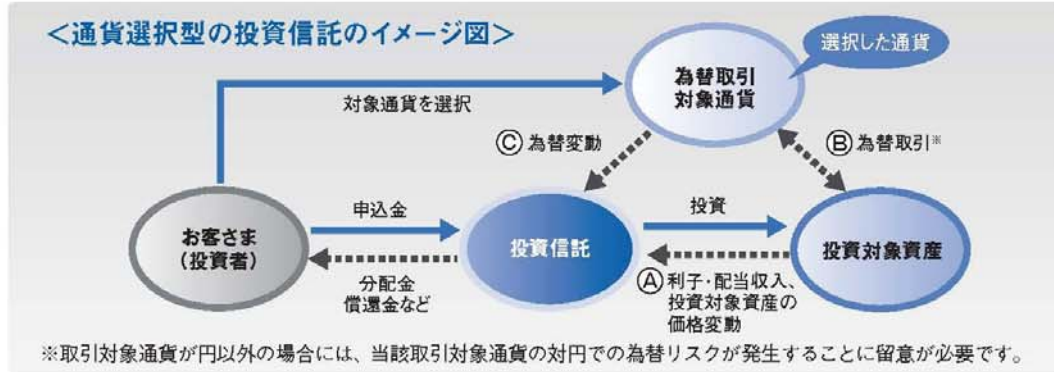 ＜通貨選択型の投資信託のイメージ図＞
選択した通貨
為替取引
対象通貨
対象通貨を選択
Ⓒ為替変動
Ⓑ為替取引※
申込金
投資
お客さま
（投資者）
投資信託
投資対象資産
分配金
償還金など
Ⓐ利子・配当収入、
投資対象資産の
価格変動
※取引対象通貨が円以外の場合には、当該取引対象通貨の対円での為替リスクが発生することに留意が必要です。